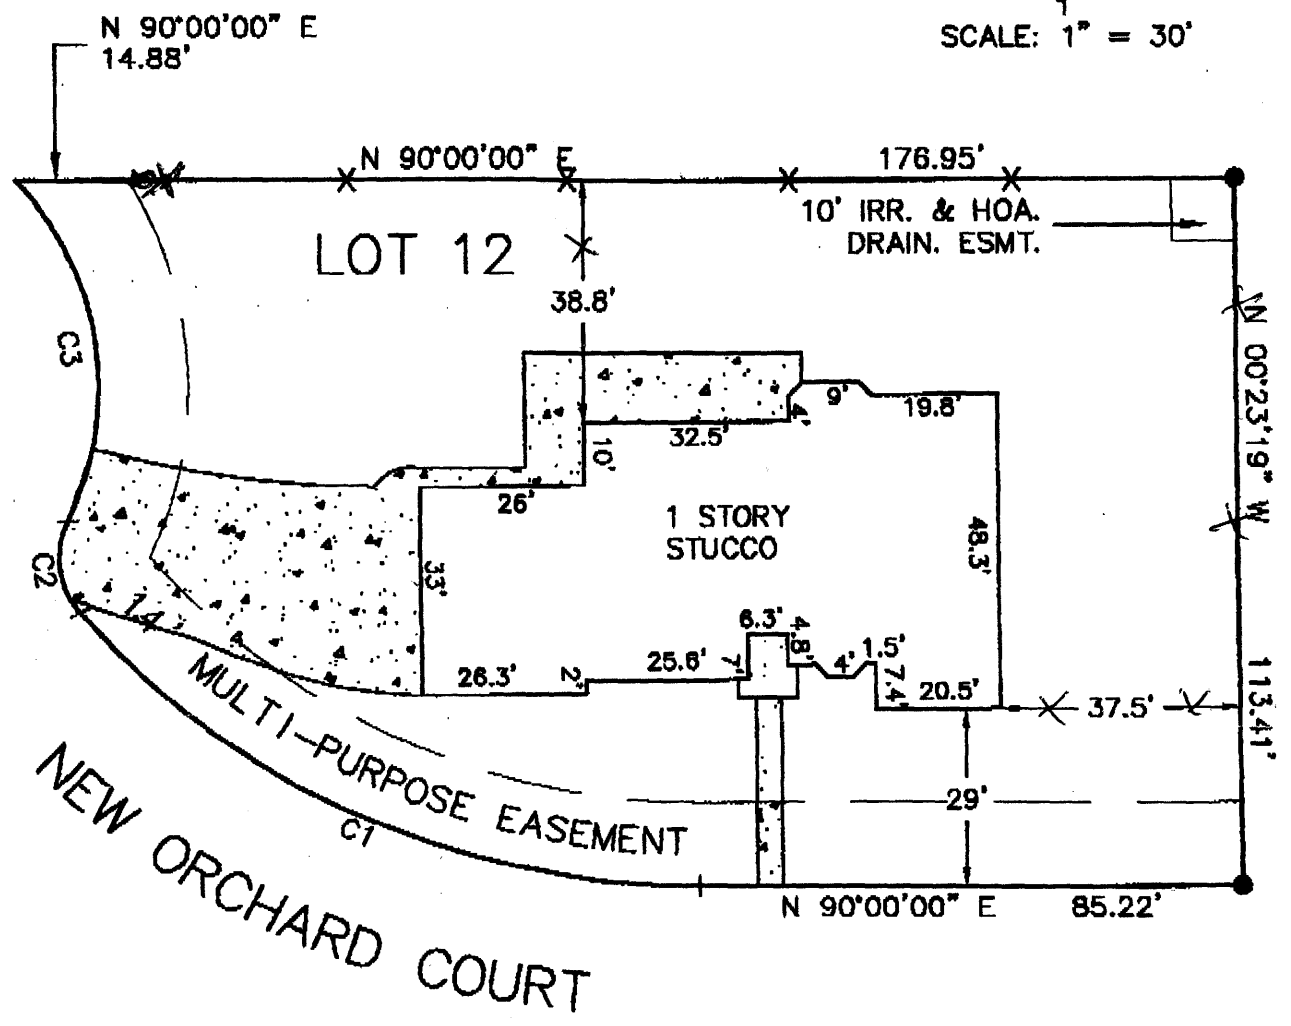 N 90°00'00" E
14.88'
SCALE: 1" = 30'
N 90°00'00" E
176.95'
10' IRR. & HOA.
DRAIN. ESMT.
LOT 12
38.8'
N 00°23'19" W
113.41'
C3
9'
4'
19.8'
32.5'
10'
26'
1 STORY
STUCCO
48.3'
33'
C2
14
6.3'
4.8'
1.5'
4'
25.6'
7'
7.4'
26.3'
2'
20.5'
37.5'
29'
MULTI-PURPOSE EASEMENT
C1
N 90°00'00" E
85.22'
NEW ORCHARD COURT